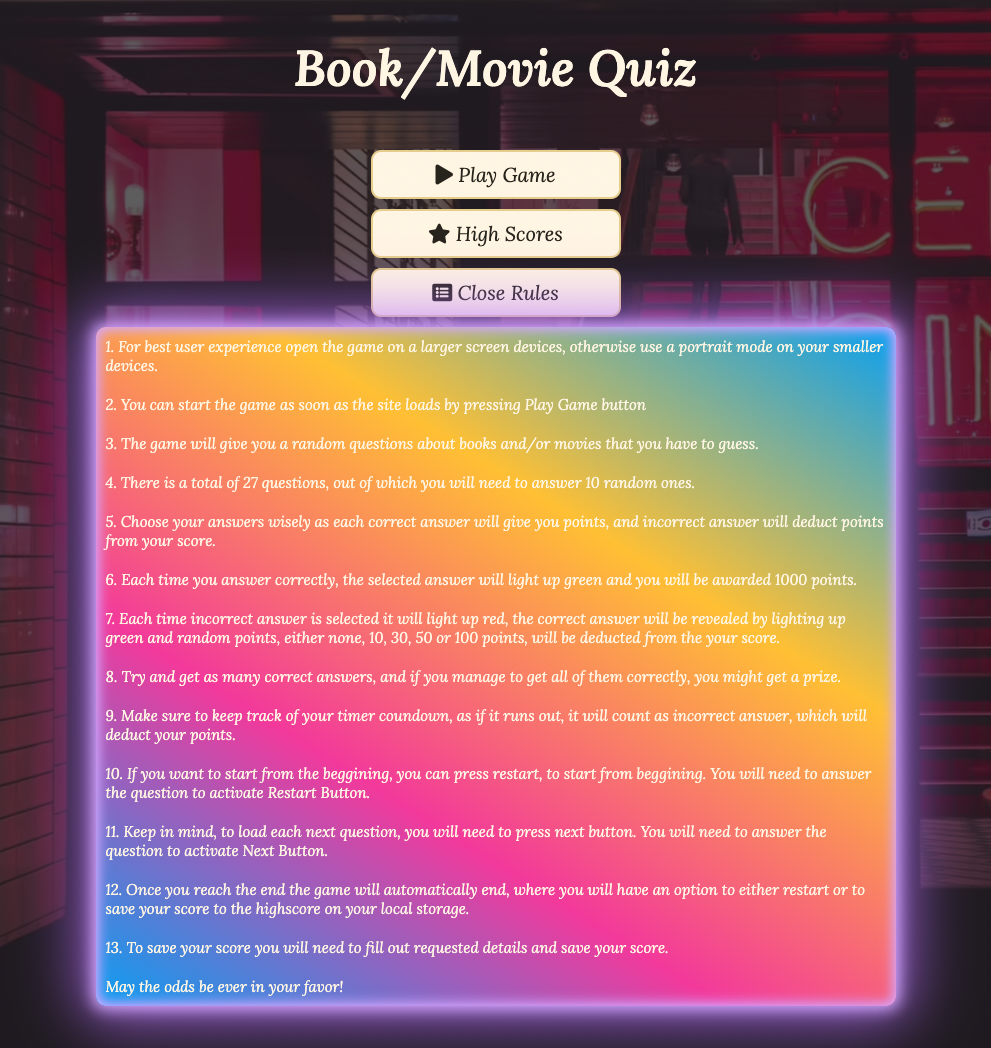 Book/Movie Quiz
Play Game
High Scores
Close Rules
1. For best user experience open the game on a larger screen devices, otherwise use a portrait mode on your smaller
devices.
2. You can start the game as soon as the site loads by pressing Play Game button
3. The game will give you a random questions about books and/or movies that you have to guess.
4. There is a total of 27 questions, out of which you will need to answer 10 random ones.
5. Choose your answers wisely as each correct answer will give you points, and incorrect answer will deduct points
from your score.
6. Each time you answer correctly, the selected answer will light up green and you will be awarded 1000 points.
7. Each time incorrect answer is selected it will light up red, the correct answer will be revealed by lighting up
green and random points, either none, 10, 30, 50 or 100 points, will be deducted from the your score.
8. Try and get as many correct answers, and if you manage to get all of them correctly, you might get a prize.
9. Make sure to keep track of your timer coundown, as if it runs out, it will count as incorrect answer, which will
deduct your points.
10. If you want to start from the beggining, you can press restart, to start from beggining. You will need to answer
the question to activate Restart Button.
11. Keep in mind, to load each next question, you will need to press next button. You will need to answer the
question to activate Next Button.
12. Once you reach the end the game will automatically end, where you will have an option to either restart or to
save your score to the highscore on your local storage.
13. To save your score you will need to fill out requested details and save your score.
May the odds be ever in your favor!